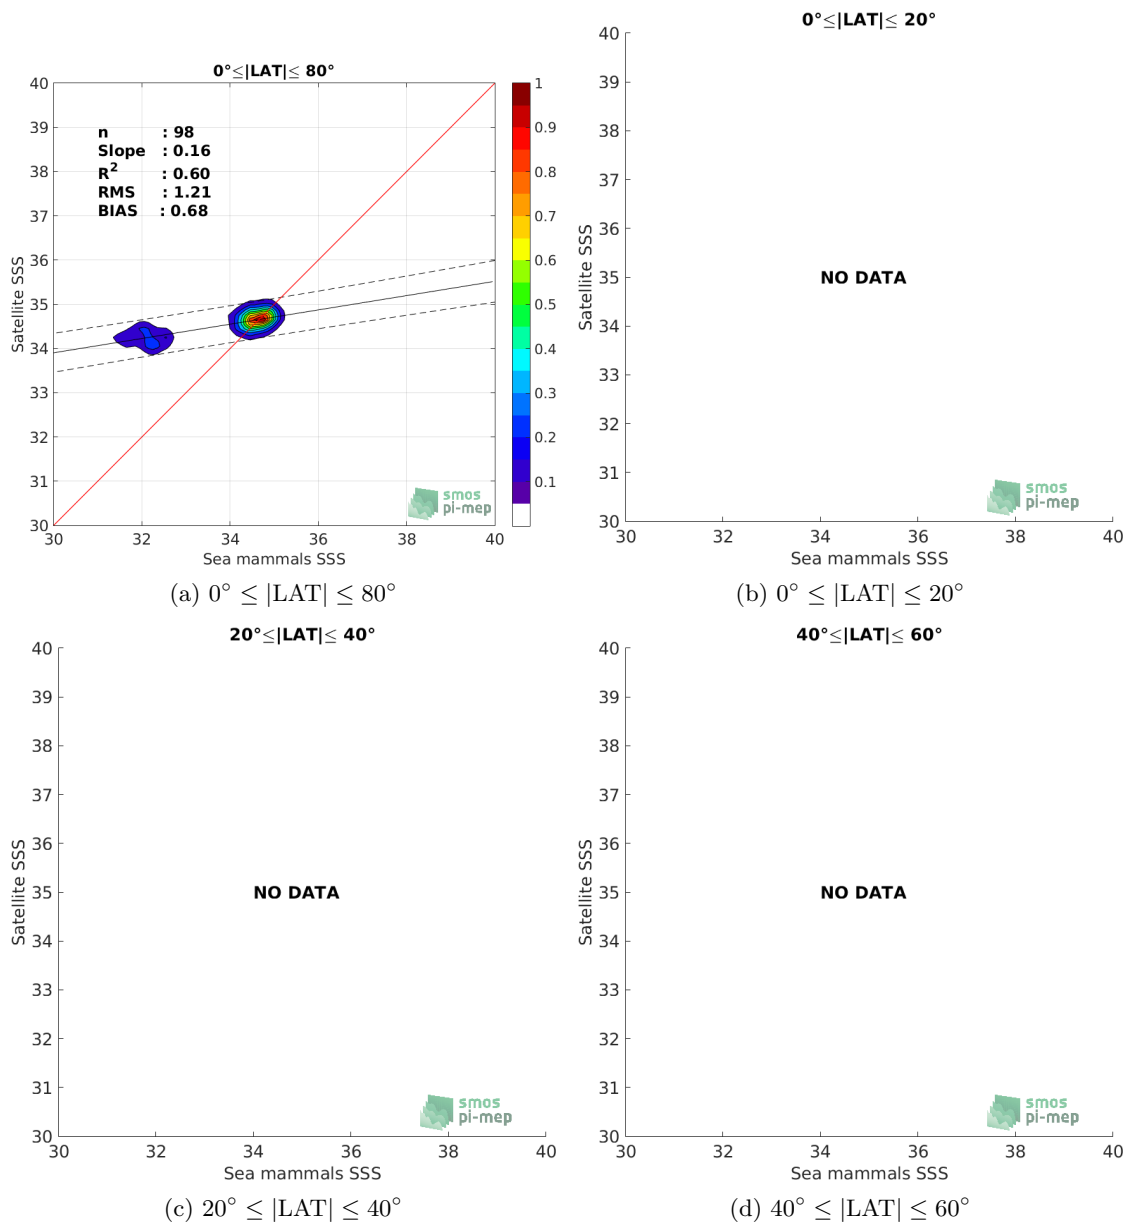 0°≤|LAT|≤ 80°
40
39
38
37
36
35
34
33
32
31
30
Satellite SSS
n : 98
Slope : 0.16
R² : 0.60
RMS : 1.21
BIAS : 0.68
1
0.9
0.8
0.7
0.6
0.5
0.4
0.3
0.2
0.1
smos
pi-mep
30 32 34 36 38 40
Sea mammals SSS
(a) 0° ≤ |LAT| ≤ 80°
0°≤|LAT|≤ 20°
40
39
38
37
36
35
34
33
32
31
30
Satellite SSS
NO DATA
smos
pi-mep
30 32 34 36 38 40
Sea mammals SSS
(b) 0° ≤ |LAT| ≤ 20°
20°≤|LAT|≤ 40°
40
39
38
37
36
35
34
33
32
31
30
Satellite SSS
NO DATA
smos
pi-mep
30 32 34 36 38 40
Sea mammals SSS
(c) 20° ≤ |LAT| ≤ 40°
40°≤|LAT|≤ 60°
40
39
38
37
36
35
34
33
32
31
30
Satellite SSS
NO DATA
smos
pi-mep
30 32 34 36 38 40
Sea mammals SSS
(d) 40° ≤ |LAT| ≤ 60°